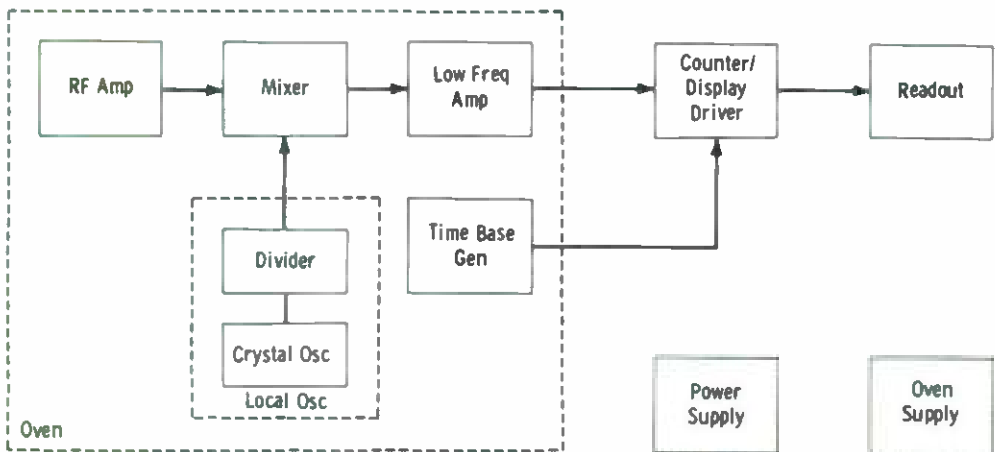 RF Amp
Mixer
Low Freq
Amp
Counter/
Display
Driver
Readout
Divider
Crystal Osc
Local Osc
Time Base
Gen
Power
Supply
Oven
Supply
Oven